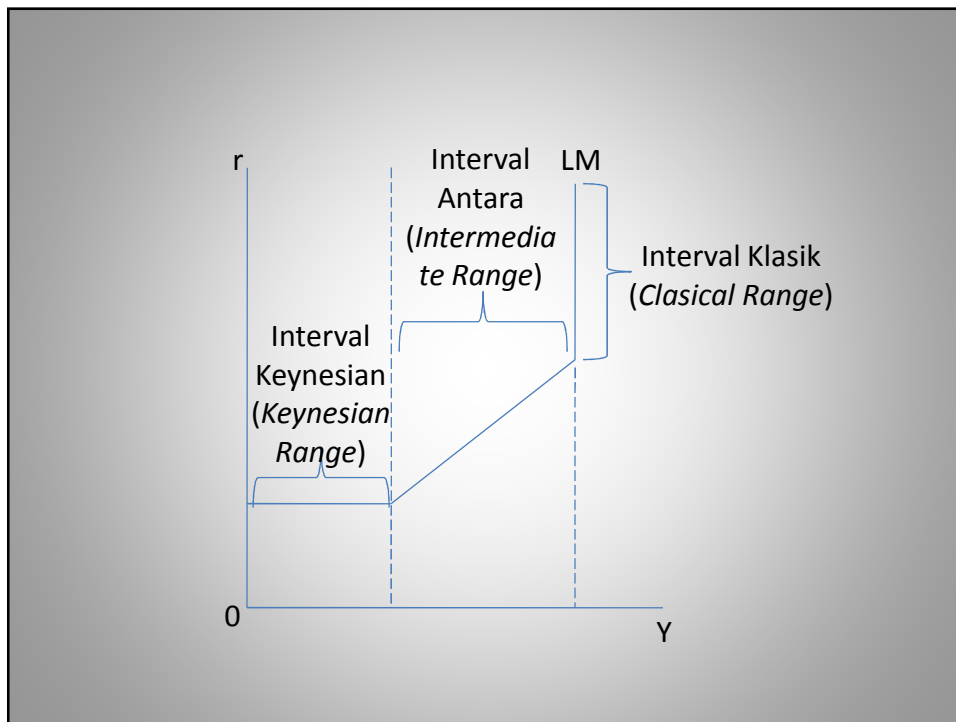 r
Interval
Antara
(Intermedia
te Range)
LM
Interval Klasik
(Clasical Range)
Interval
Keynesian
(Keynesian
Range)
0
Y